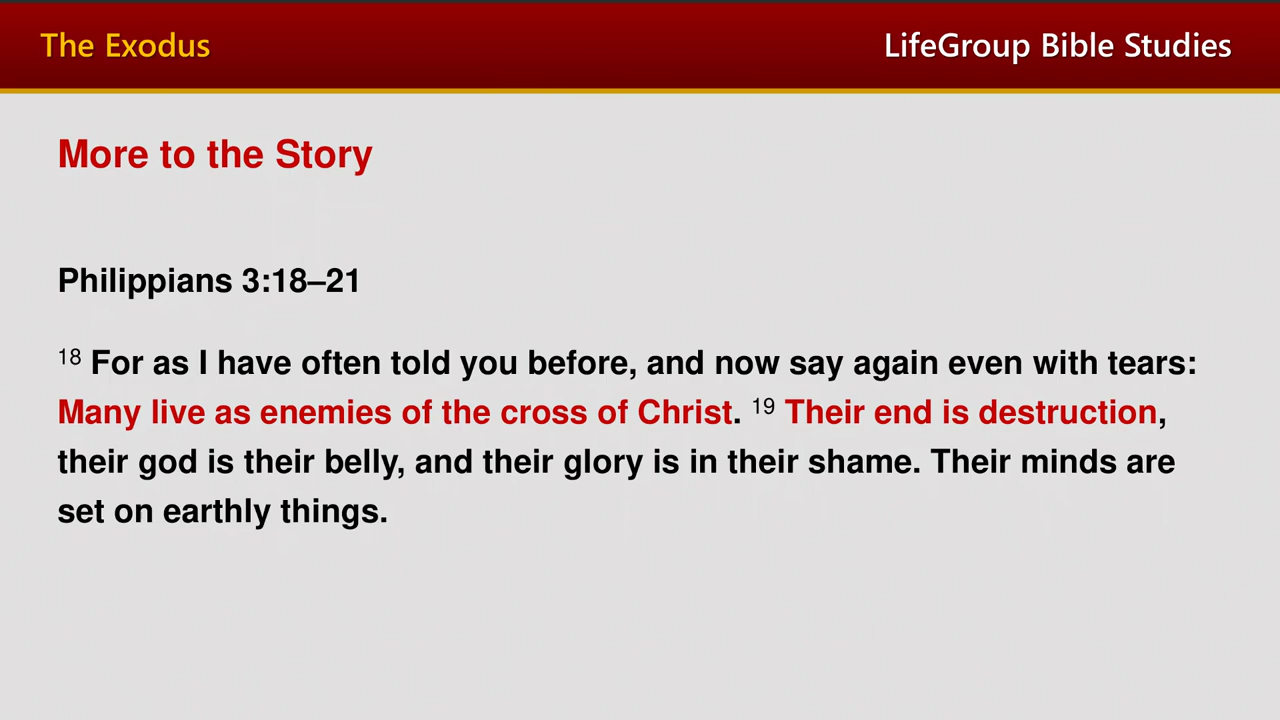 The Exodus
LifeGroup Bible Studies
More to the Story
Philippians 3:18–21
18 For as I have often told you before, and now say again even with tears:
Many live as enemies of the cross of Christ. 19 Their end is destruction,
their god is their belly, and their glory is in their shame. Their minds are
set on earthly things.